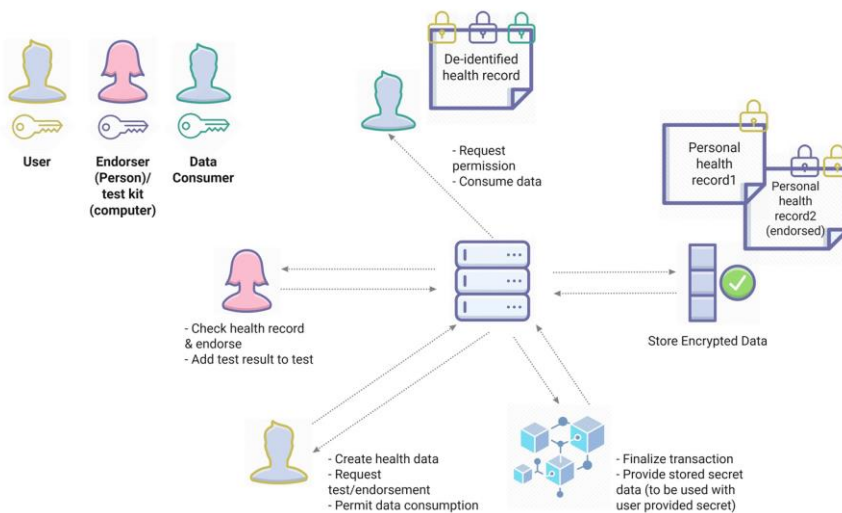 De-identified
health record
User
Endorser
(Person)/
test kit
(computer)
Data
Consumer
- Request
permission
- Consume data
Personal
health
record1
Personal
health
record2
(endorsed)
- Check health record
& endorse
- Add test result to test
Store Encrypted Data
- Create health data
- Request
test/endorsement
- Permit data consumption
- Finalize transaction
- Provide stored secret
data (to be used with
user provided secret)